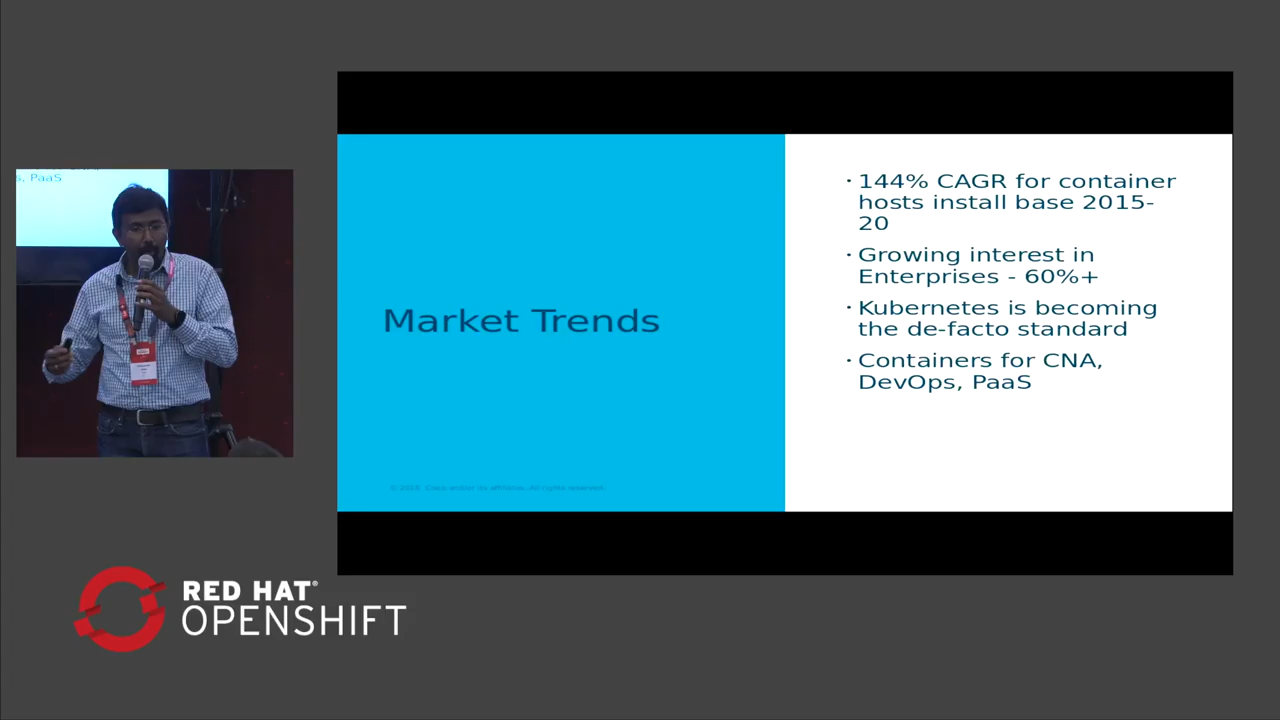 s, PaaS
Market Trends
· 144% CAGR for container
hosts install base 2015-
20
· Growing interest in
Enterprises - 60%+
· Kubernetes is becoming
the de-facto standard
· Containers for CNA,
DevOps, PaaS
RED HAT®
OPENSHIFT